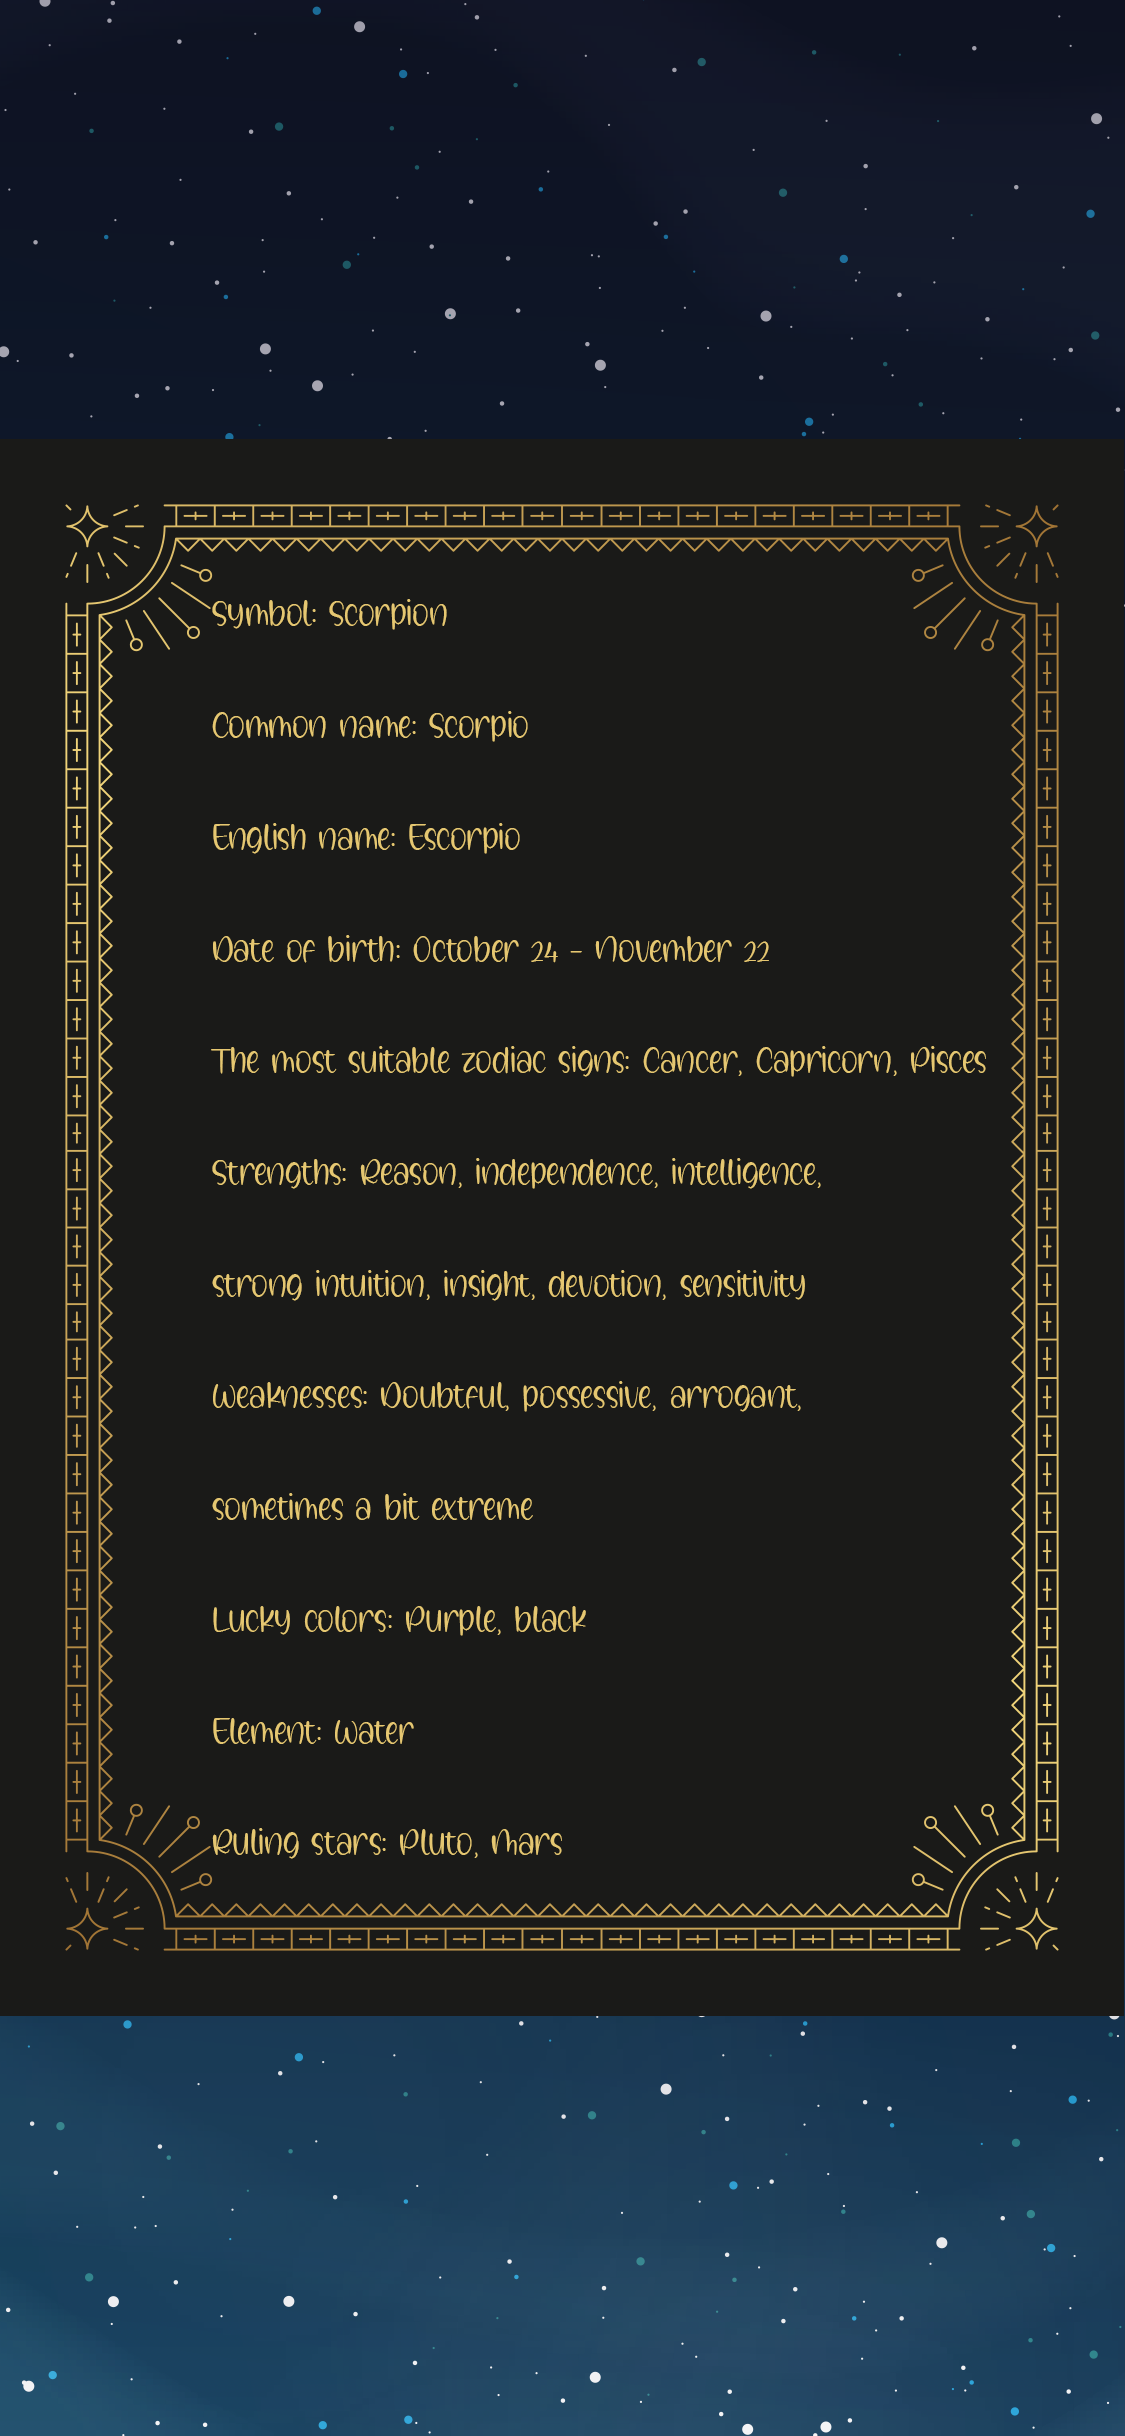 Symbol: Scorpion
Common name: Scorpio
English name: Escorpio
Date of birth: October 24 - November 22
The most suitable zodiac signs: Cancer, Capricorn, Pisces
Strengths: Reason, independence, intelligence,
strong intuition, insight, devotion, sensitivity
Weaknesses: Doubtful, possessive, arrogant,
sometimes a bit extreme
Lucky colors: Purple, black
Element: Water
Ruling stars: Pluto, Mars